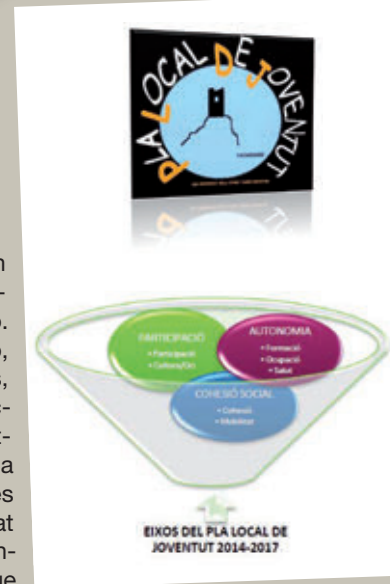 PLA LOCAL DE JOVENTUT
PARTICIPACIÓ
• Participació
• Cultura/Oci
AUTONOMIA
• Formació
• Ocupació
• Salut
COHESIÓ SOCIAL
• Cohesió
• Mobilitat
EIXOS DEL PLA LOCAL DE
JOVENTUT 2014-2017